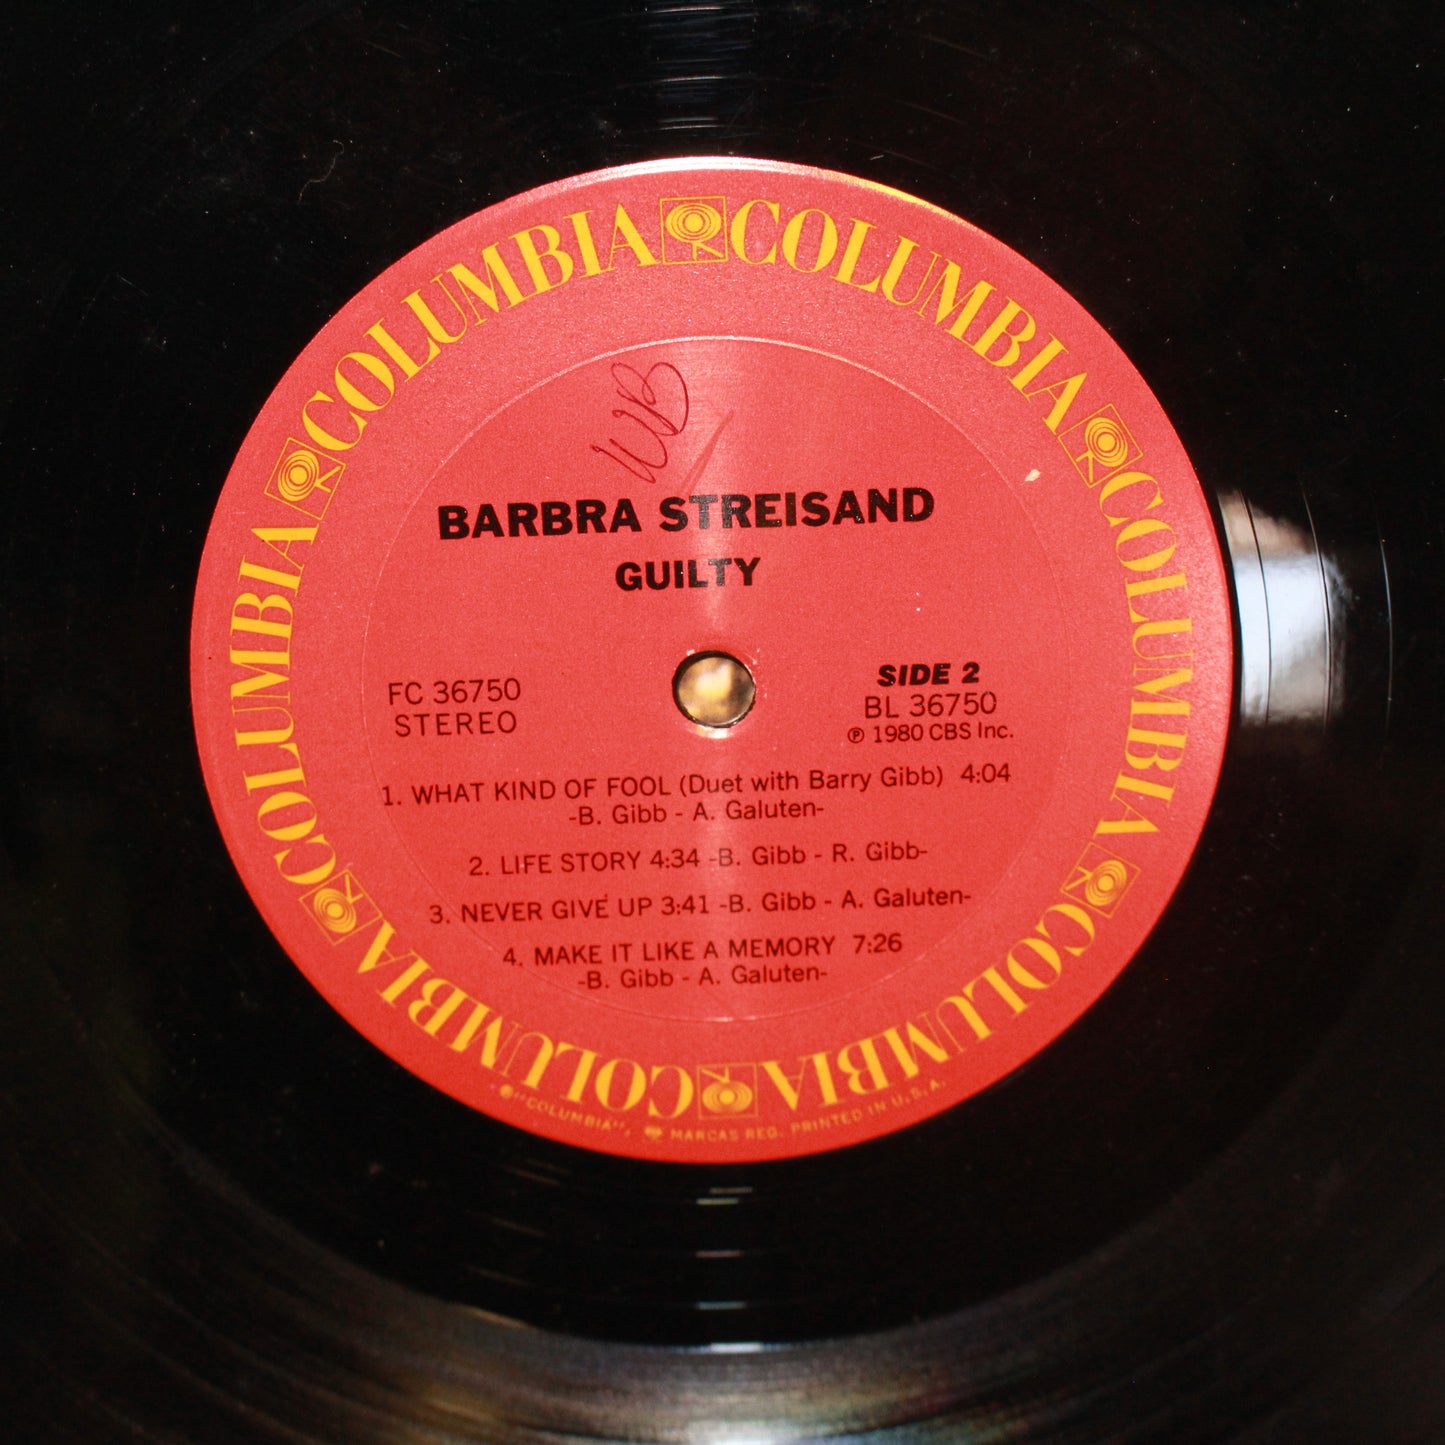 COLUMBIA COLUMBIA COLUMBIA COLUMBIA COLUMBIA COLUMBIA
WB
BARBRA STREISAND
GUILTY
FC 36750
STEREO
SIDE 2
BL 36750
℗ 1980 CBS Inc.
1. WHAT KIND OF FOOL (Duet with Barry Gibb) 4:04
-B. Gibb - A. Galuten-
2. LIFE STORY 4:34 -B. Gibb - R. Gibb-
3. NEVER GIVE UP 3:41 -B. Gibb - A. Galuten-
4. MAKE IT LIKE A MEMORY 7:26
-B. Gibb - A. Galuten-
"COLUMBIA", MARCAS REG. PRINTED IN U.S.A.